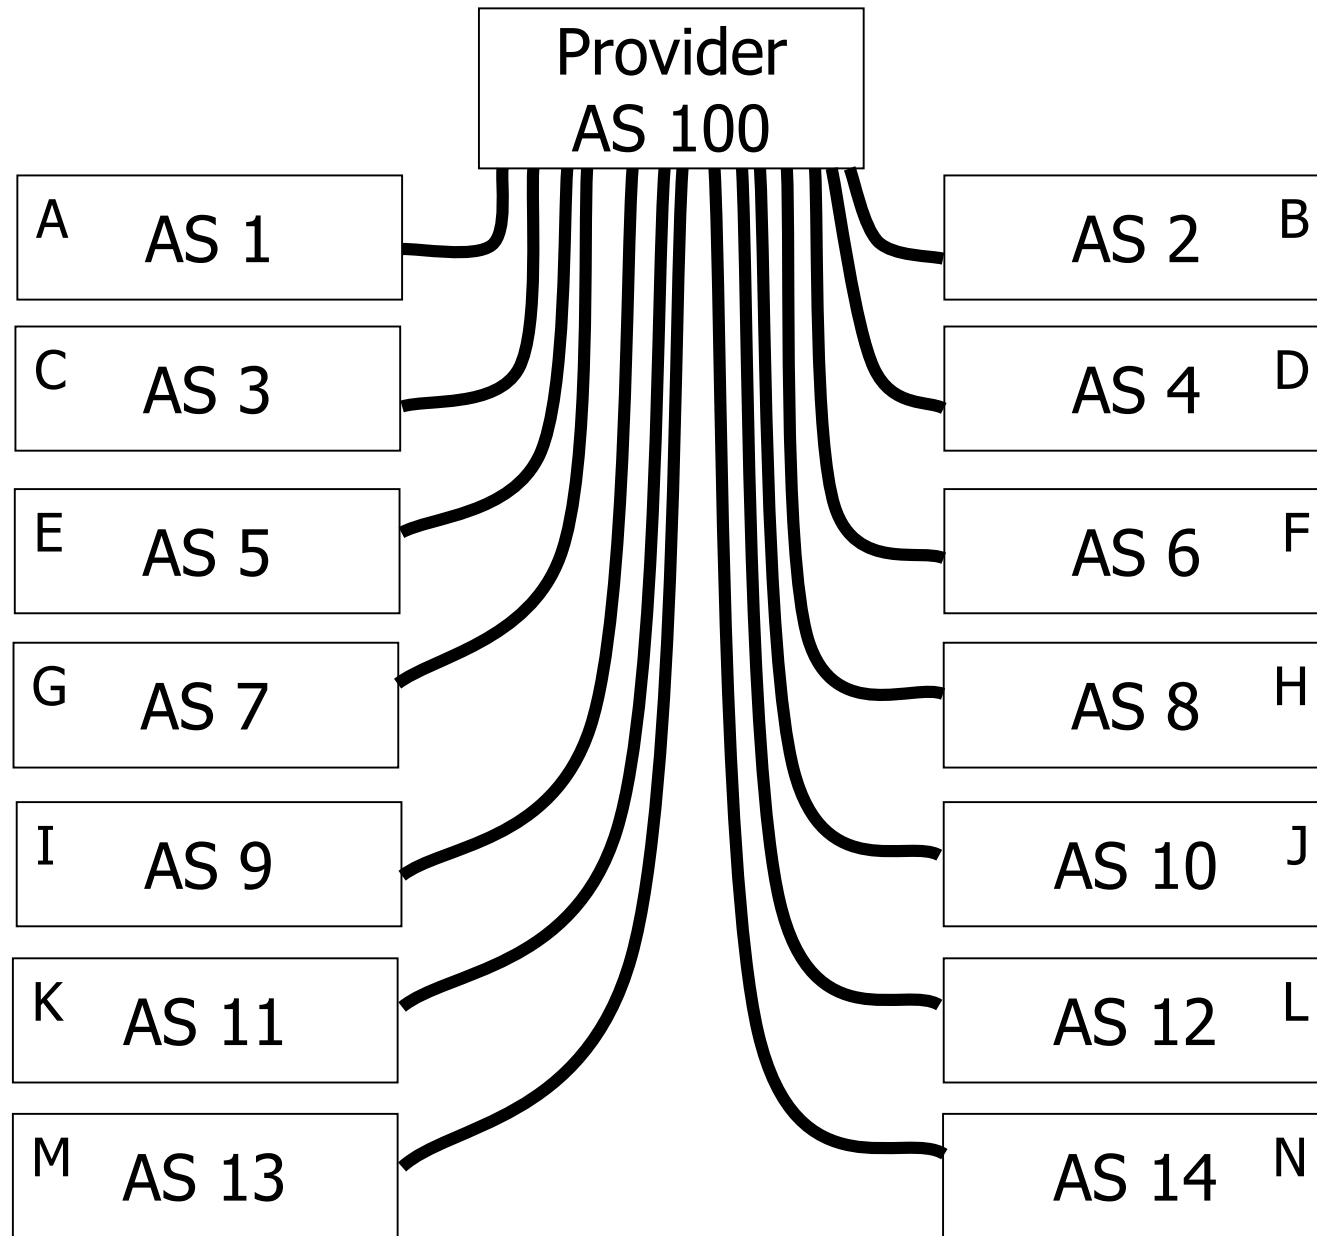 Provider
AS 100
A
AS 1
AS 2
B
C
AS 3
AS 4
D
E
AS 5
AS 6
F
G
AS 7
AS 8
H
I
AS 9
AS 10
J
K
AS 11
AS 12
L
M
AS 13
AS 14
N